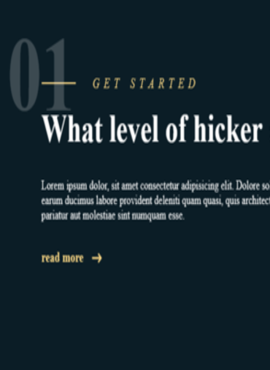 01
GET STARTED
What level of hicker
Lorem ipsum dolor, sit amet consectetur adipisicing elit. Dolore so
earum ducimus labore provident deleniti quam quasi, quis architect
pariatur aut molestiae sint numquam esse.
read more →